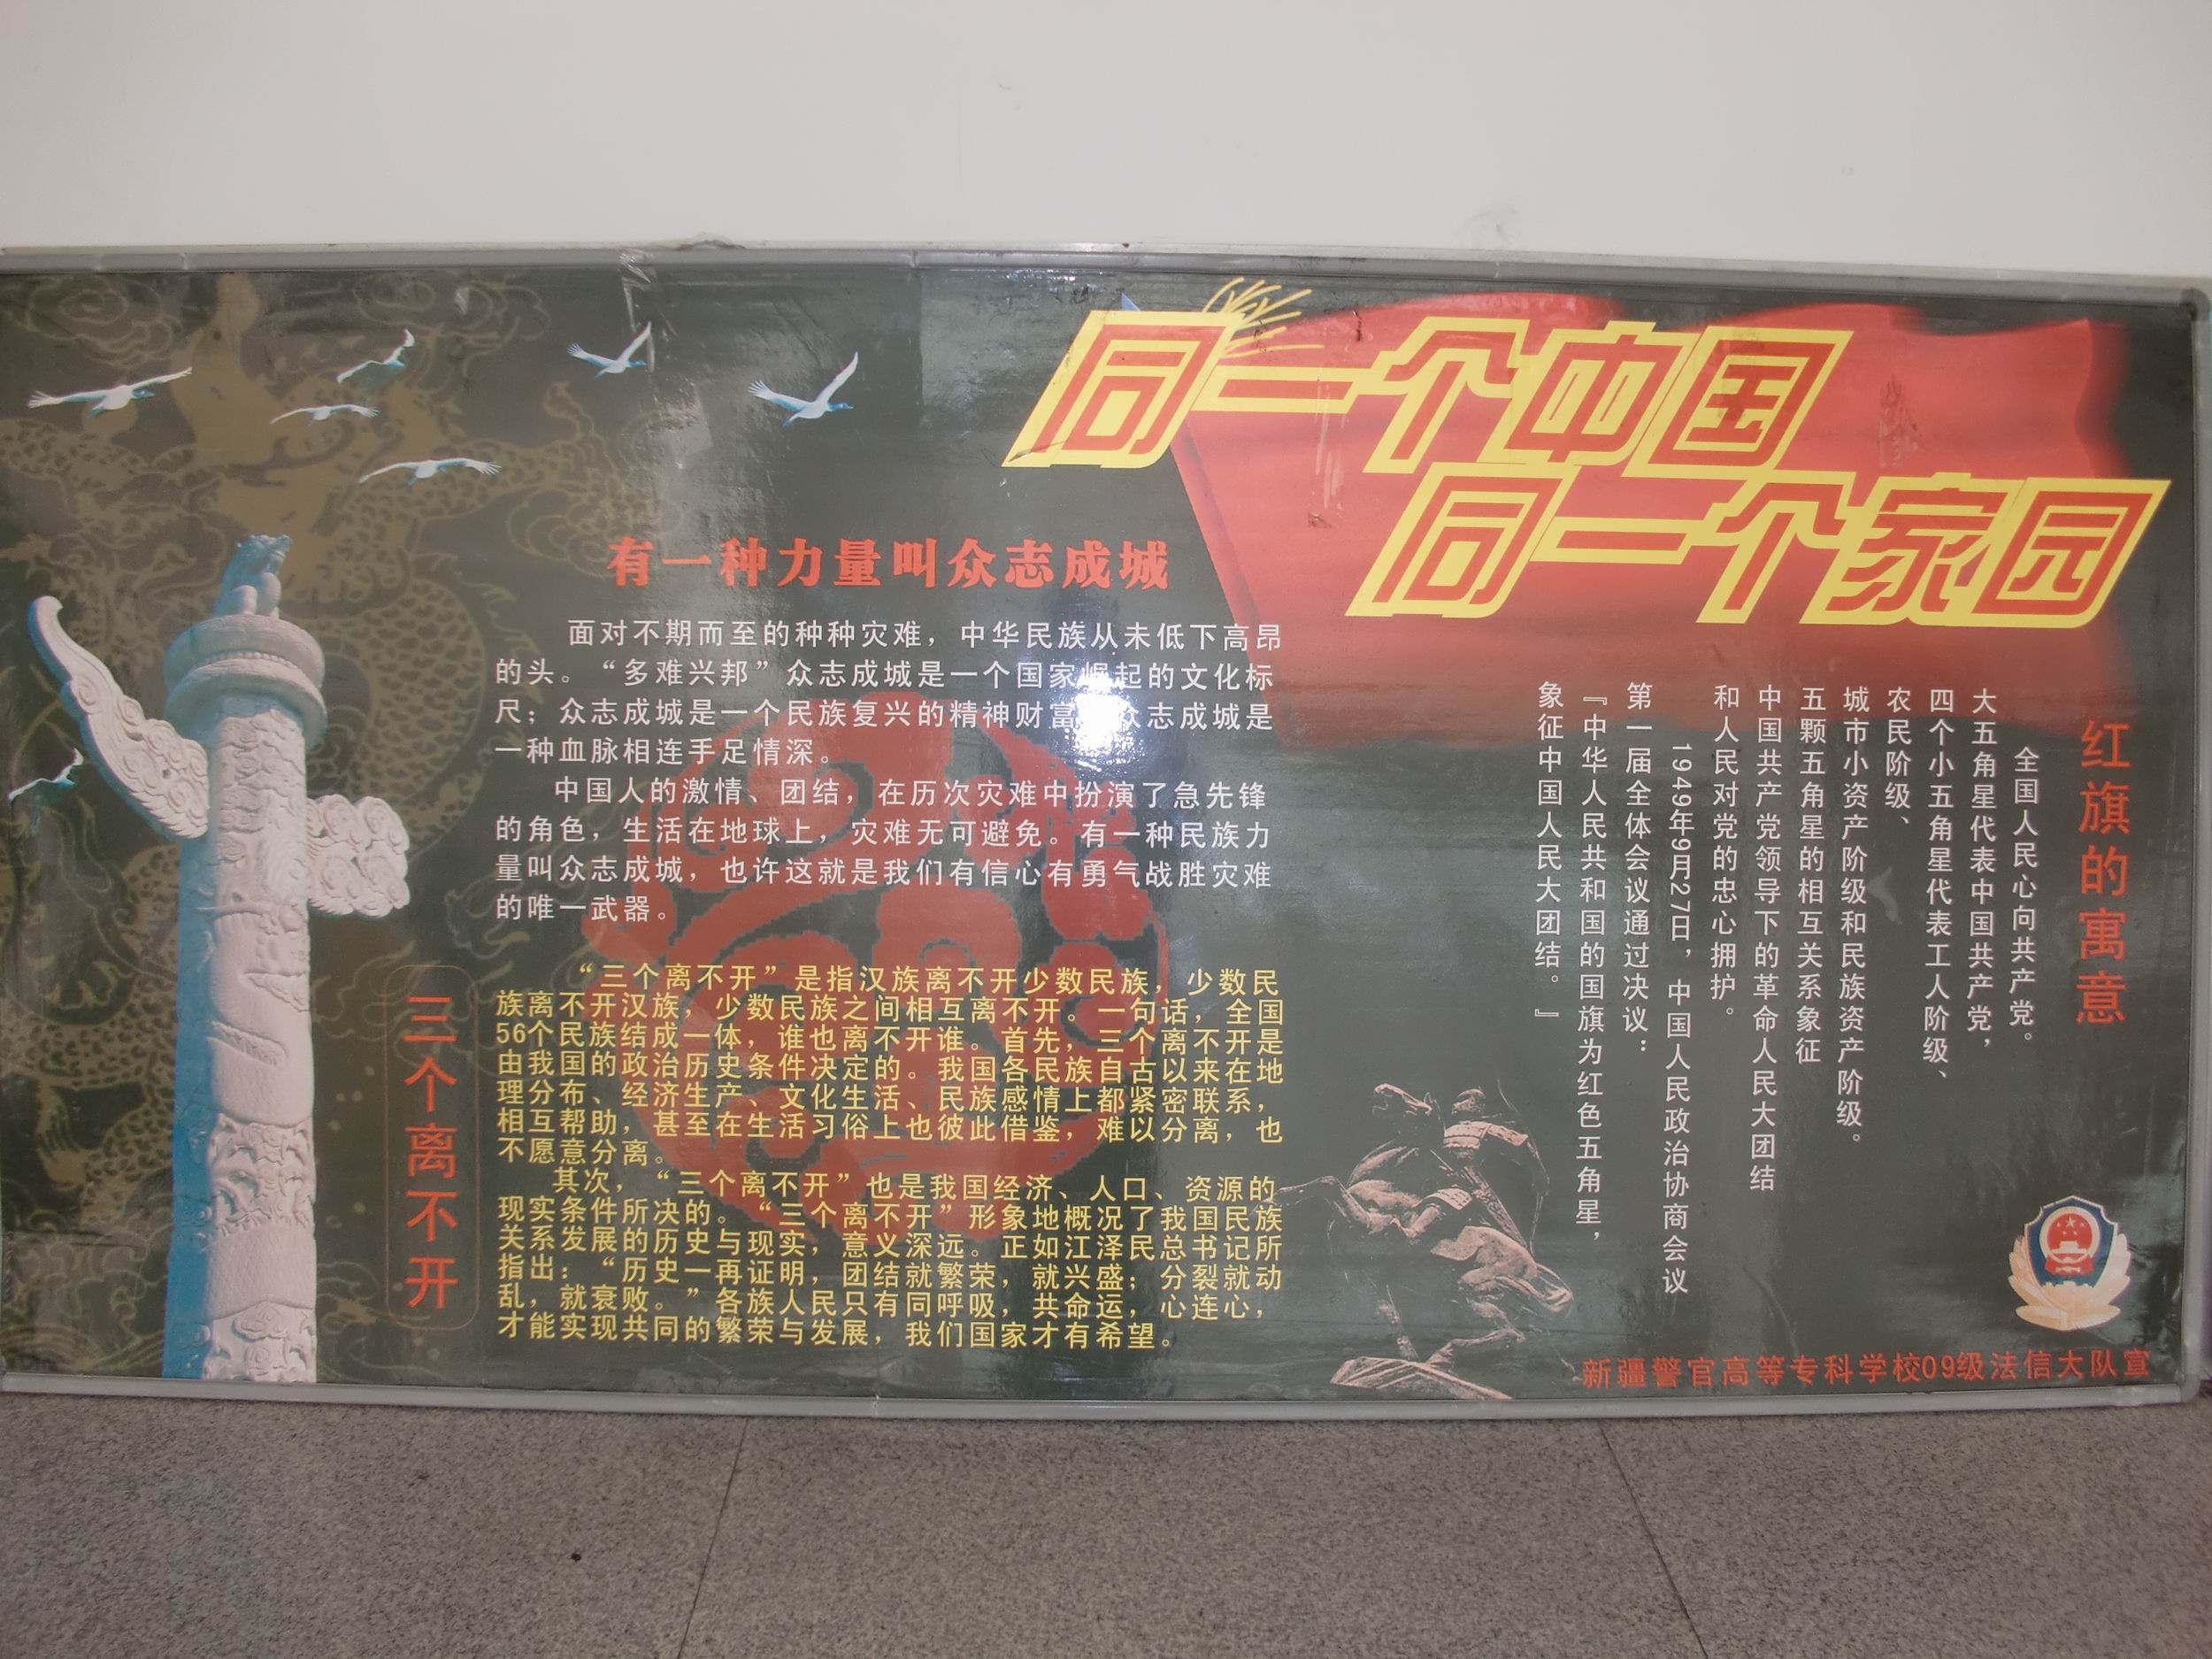 同一个中国
同一个家园
有一种力量叫众志成城
面对不期而至的种种灾难，中华民族从未低下高昂
的头。“多难兴邦”众志成城是一个国家崛起的文化标
尺；众志成城是一个民族复兴的精神财富 众志成城是
一种血脉相连手足情深。
中国人的激情、团结，在历次灾难中扮演了急先锋
的角色，生活在地球上，灾难无可避免。有一种民族力
量叫众志成城，也许这就是我们有信心有勇气战胜灾难
的唯一武器。
三个离不开
“三个离不开”是指汉族离不开少数民族，少数民
族离不开汉族，少数民族之间相互离不开。一句话，全国
56个民族结成一体，谁也离不开谁。首先，三个离不开是
由我国的政治历史条件决定的。我国各民族自古以来在地
理分布、经济生产、文化生活、民族感情上都紧密联系，
相互帮助，甚至在生活习俗上也彼此借鉴，难以分离，也
不愿意分离。
其次，“三个离不开”也是我国经济、人口、资源的
现实条件所决的。“三个离不开”形象地概况了我国民族
关系发展的历史与现实，意义深远。正如江泽民总书记所
指出：“历史一再证明，团结就繁荣，就兴盛；分裂就动
乱，就衰败。”各族人民只有同呼吸，共命运，心连心，
才能实现共同的繁荣与发展，我们国家才有希望。
红旗的寓意
全国人民心向共产党。
大五角星代表中国共产党，
四个小五角星代表工人阶级、
农民阶级、
城市小资产阶级和民族资产阶级。
五颗五角星的相互关系象征
中国共产党领导下的革命人民大团结
和人民对党的忠心拥护。
1949年9月27日，中国人民政治协商会议
第一届全体会议通过决议：
『中华人民共和国的国旗为红色五角星，
象征中国人民大团结。』
新疆警官高等专科学校09级法信大队宣